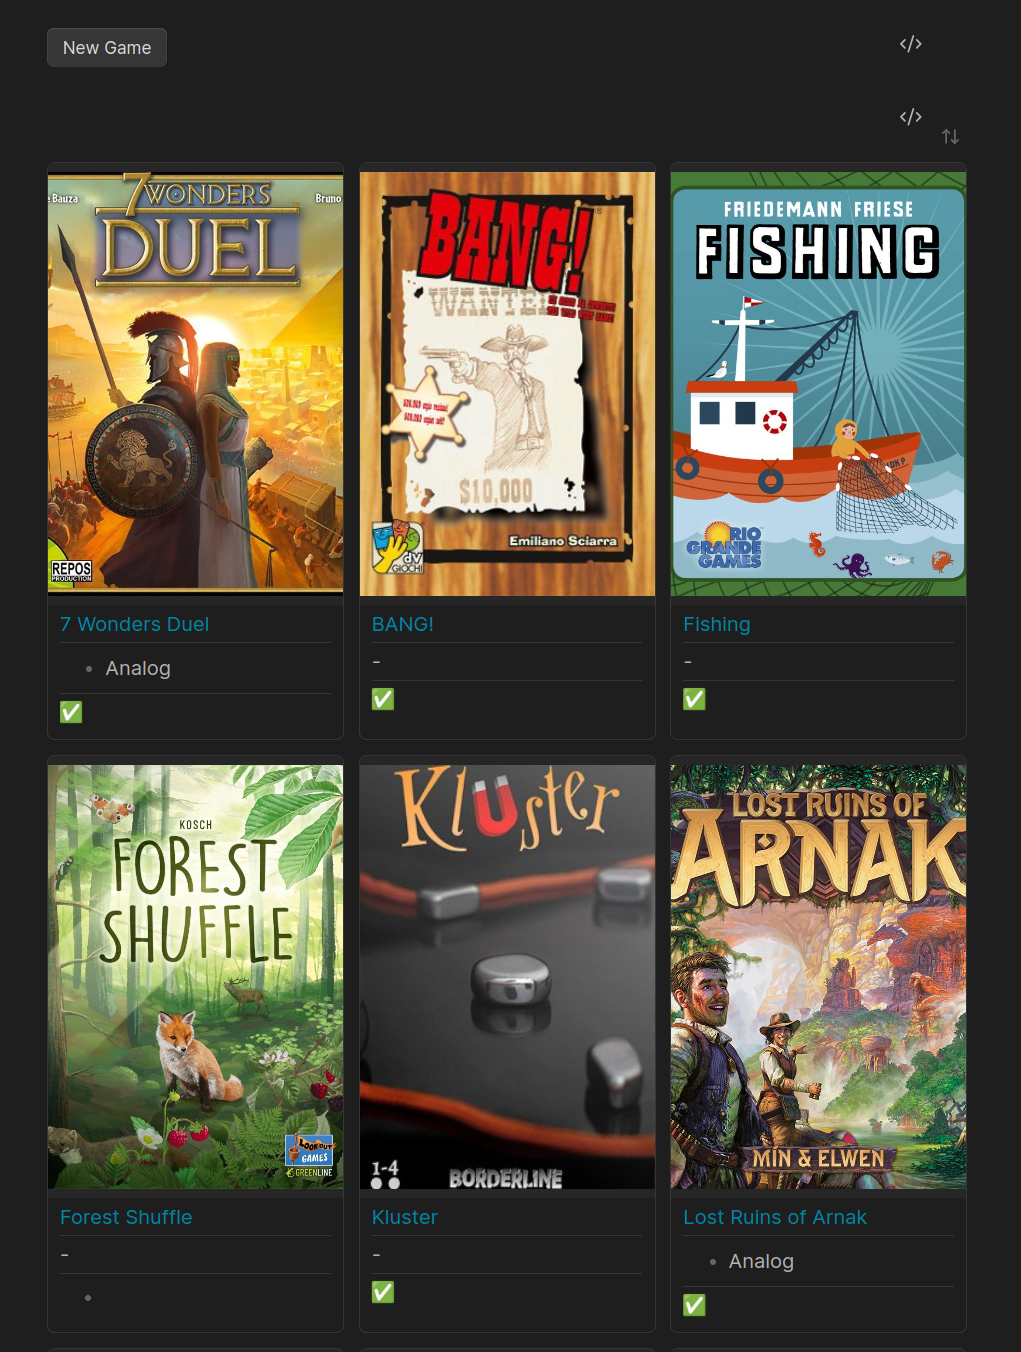 New Game
</>
</>
e Bauza
Bruno
7 WONDERS
DUEL
REPOS
PRODUCTION
7 Wonders Duel
Analog
✅
BANG!
WANTED
$10,000
Emiliano Sciarra
dV
GIOCHI
BANG!
-
✅
FRIEDEMANN FRIESE
FISHING
RIO
GRANDE
GAMES
Fishing
-
✅
KOSCH
FOREST
SHUFFLE
LOOKOUT
GAMES
GREENLINE
Forest Shuffle
-
Kluster
1-4
BORDERLINE
Kluster
-
✅
LOST RUINS OF
ARNAK
MÍN & ELWEN
Lost Ruins of Arnak
Analog
✅